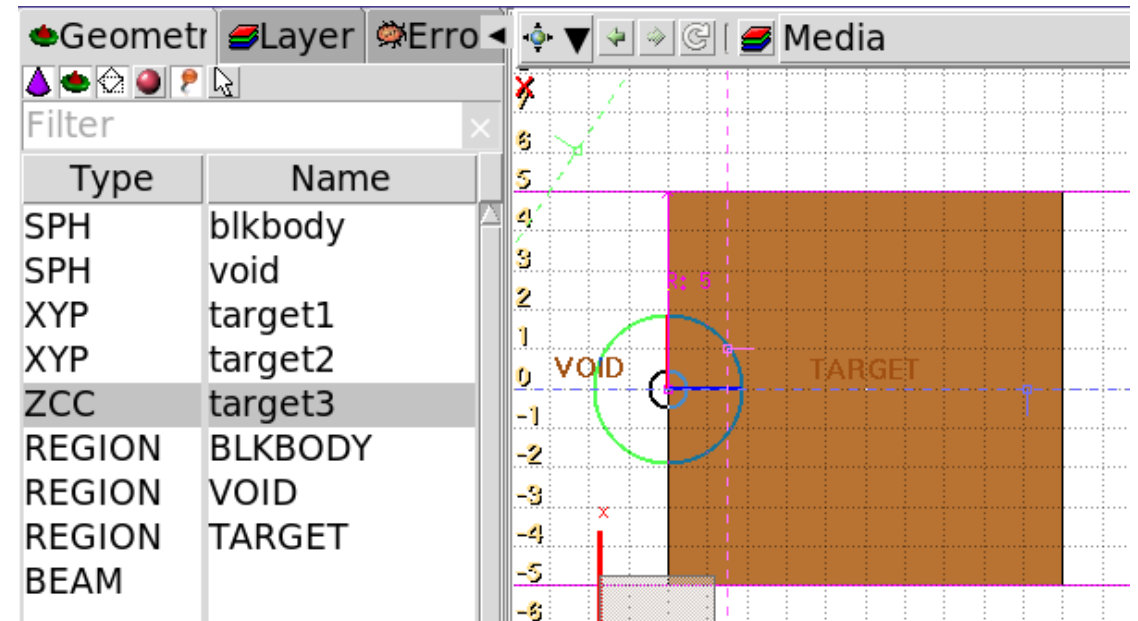 Geometr Layer Erro Media
Filter
Type Name
SPH blkbody
SPH void
XYP target1
XYP target2
ZCC target3
REGION BLKBODY
REGION VOID
REGION TARGET
BEAM
X
7
6
5
4
3
R: 5
2
1
VOID TARGET
0
-1
-2
-3
x
-4
-5
-6